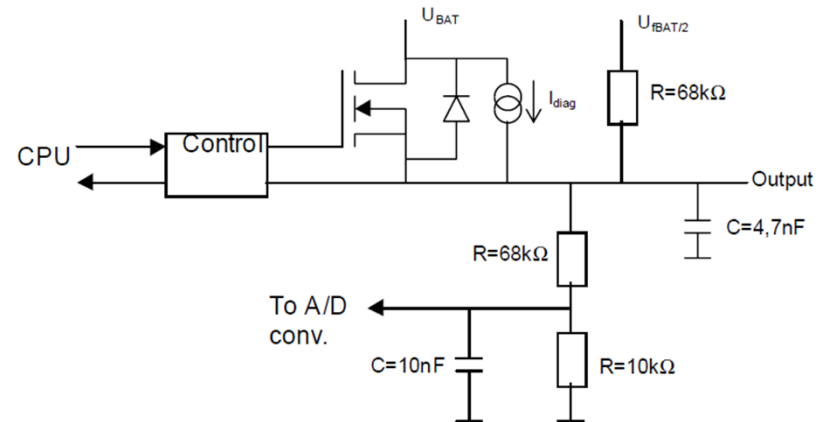 U_BAT
U_fBAT/2
I_diag
R=68kΩ
CPU
Control
Output
C=4,7nF
R=68kΩ
To A/D
conv.
C=10nF
R=10kΩ